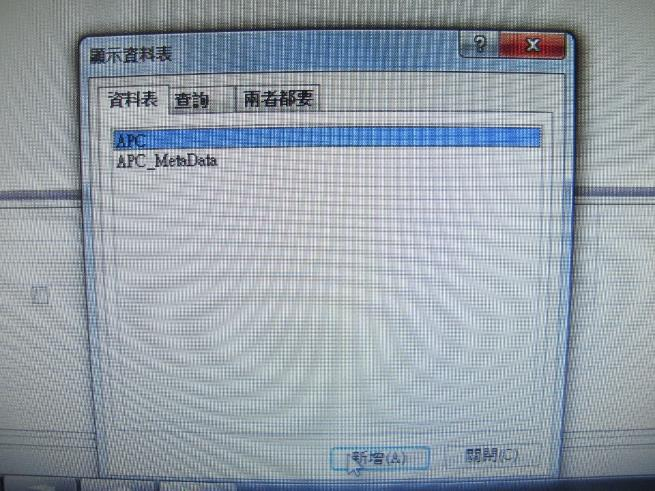 顯示資料表
?
資料表 查詢 兩者都要
APC
APC_MetaData
新增(A) 關閉(C)